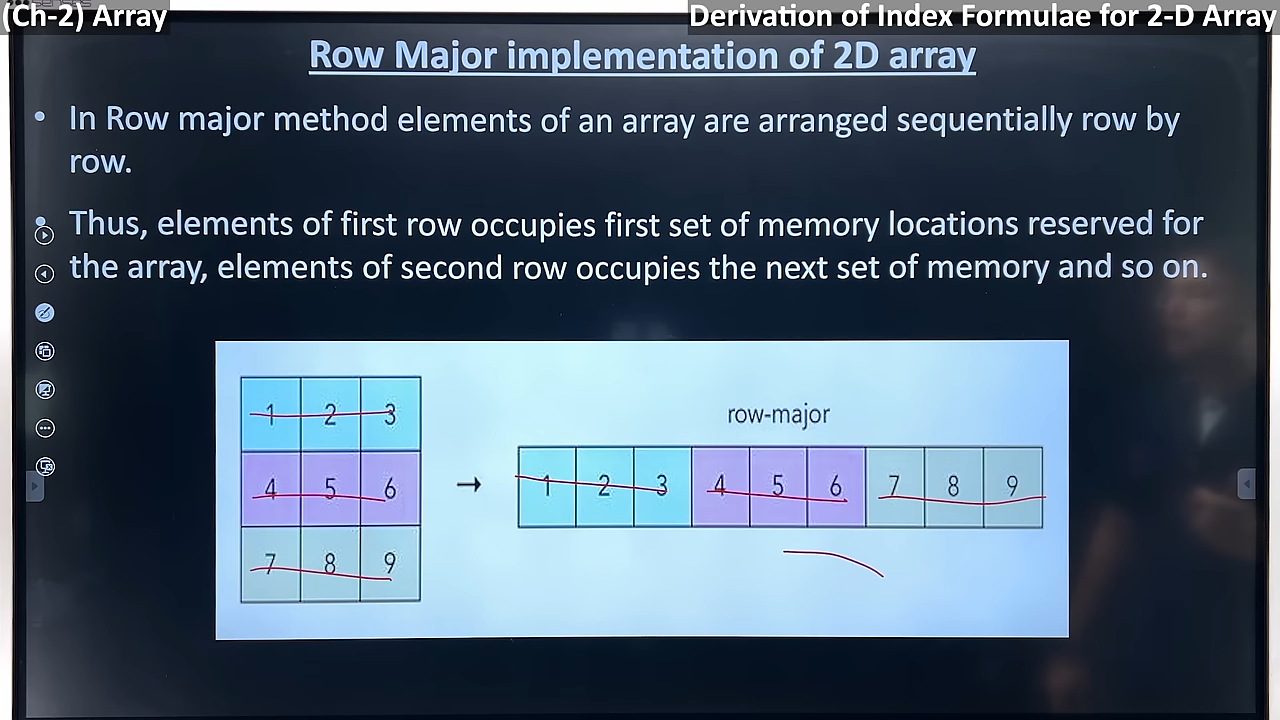 (Ch-2) Array
Derivation of Index Formulae for 2-D Array
Row Major implementation of 2D array
• In Row major method elements of an array are arranged sequentially row by
row.
• Thus, elements of first row occupies first set of memory locations reserved for
the array, elements of second row occupies the next set of memory and so on.
1 2 3
4 5 6
7 8 9
→
row-major
1 2 3 4 5 6 7 8 9